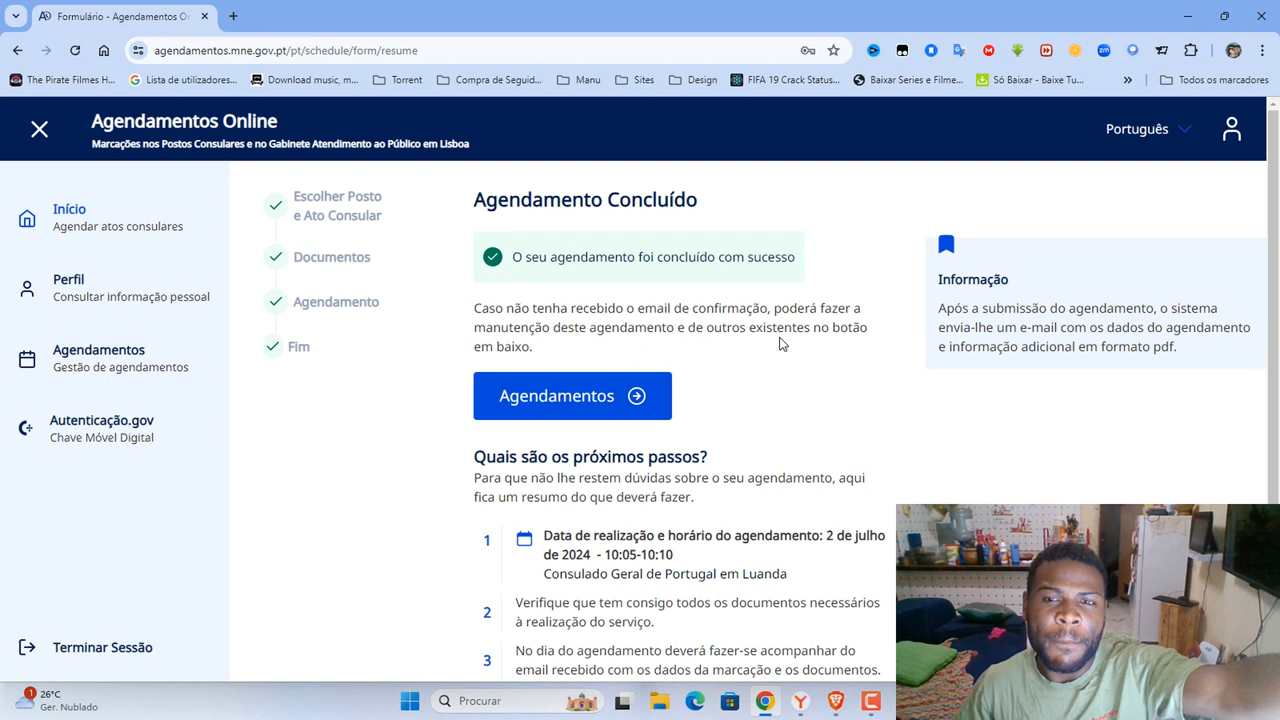 Formulário - Agendamentos O
agendamentos.mne.gov.pt/pt/schedule/form/resume
The Pirate Filmes H...
Lista de utilizadores...
Download music, m...
Torrent
Compra de Seguid...
Manu
Sites
Design
FIFA 19 Crack Status...
Baixar Series e Filme...
Só Baixar - Baixe Tu...
»
Todos os marcadores
Agendamentos Online
Marcações nos Postos Consulares e no Gabinete Atendimento ao Público em Lisboa
Português
Início
Agendar atos consulares
Perfil
Consultar informação pessoal
Agendamentos
Gestão de agendamentos
Autenticação.gov
Chave Móvel Digital
Terminar Sessão
Escolher Posto
e Ato Consular
Documentos
Agendamento
Fim
Agendamento Concluído
O seu agendamento foi concluído com sucesso
Caso não tenha recebido o email de confirmação, poderá fazer a
manutenção deste agendamento e de outros existentes no botão
em baixo.
Agendamentos
Quais são os próximos passos?
Para que não lhe restem dúvidas sobre o seu agendamento, aqui
fica um resumo do que deverá fazer.
1
Data de realização e horário do agendamento: 2 de julho
de 2024 - 10:05-10:10
Consulado Geral de Portugal em Luanda
2
Verifique que tem consigo todos os documentos necessários
à realização do serviço.
3
No dia do agendamento deverá fazer-se acompanhar do
email recebido com os dados da marcação e os documentos.
Informação
Após a submissão do agendamento, o sistema
envia-lhe um e-mail com os dados do agendamento
e informação adicional em formato pdf.
1
26°C
Ger. Nublado
Procurar